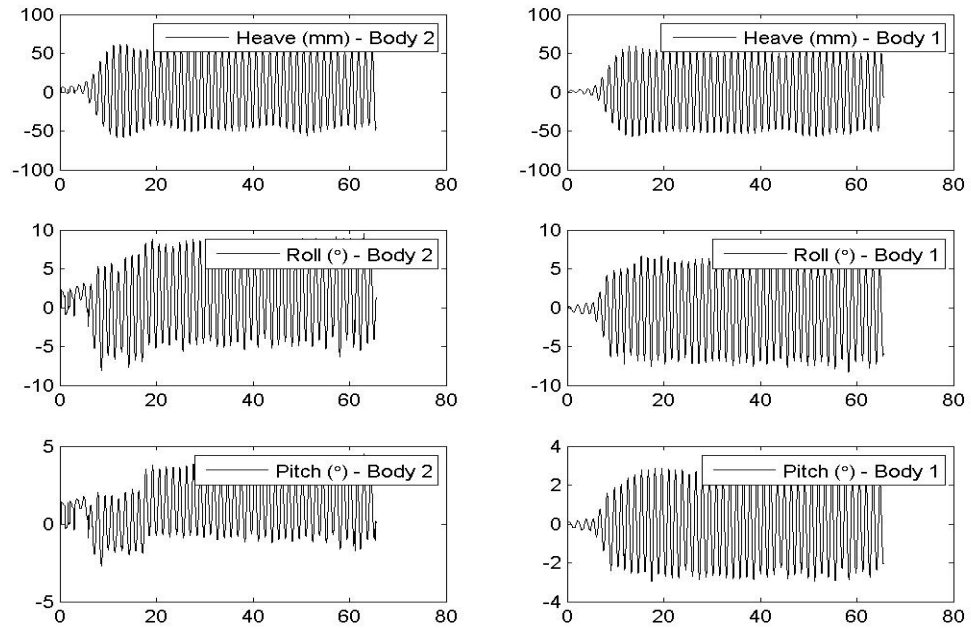 100
50
0
-50
-100
0 20 40 60 80
Heave (mm) - Body 2
100
50
0
-50
-100
0 20 40 60 80
Heave (mm) - Body 1
10
5
0
-5
-10
0 20 40 60 80
Roll (°) - Body 2
10
5
0
-5
-10
0 20 40 60 80
Roll (°) - Body 1
5
0
-5
0 20 40 60 80
Pitch (°) - Body 2
4
2
0
-2
-4
0 20 40 60 80
Pitch (°) - Body 1